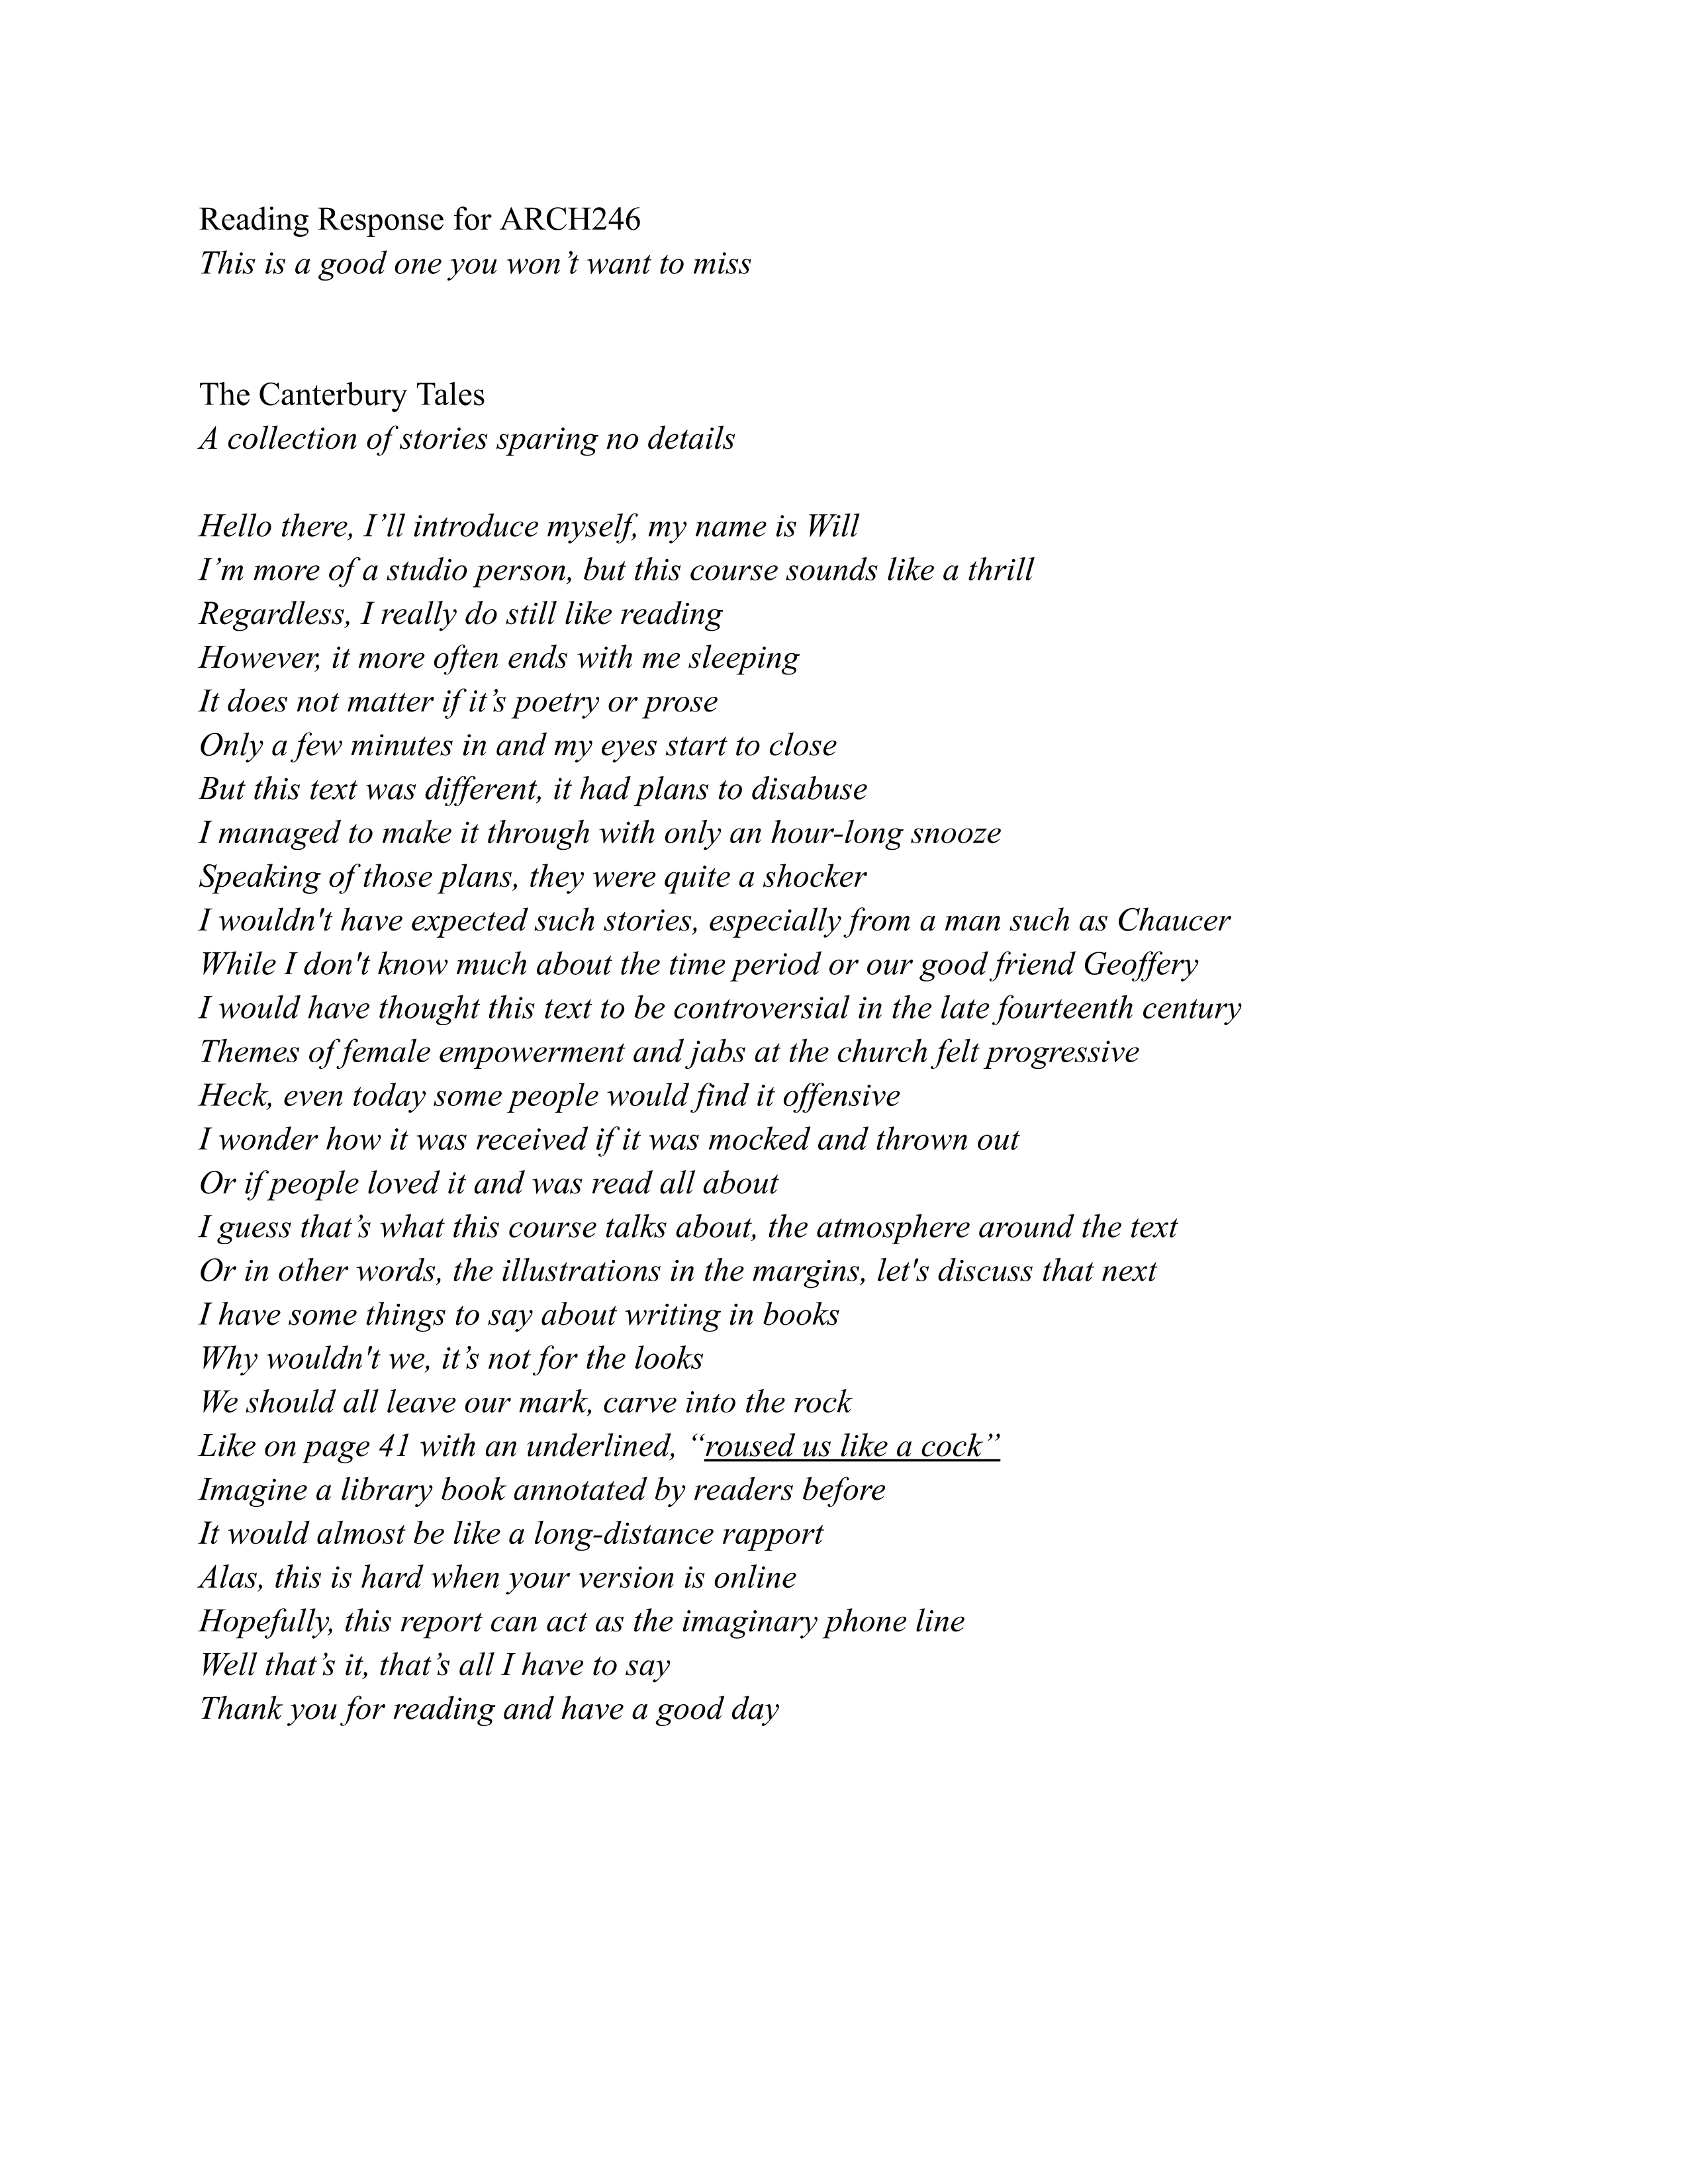 Reading Response for ARCH246
This is a good one you won’t want to miss
The Canterbury Tales
A collection of stories sparing no details
Hello there, I’ll introduce myself, my name is Will
I’m more of a studio person, but this course sounds like a thrill
Regardless, I really do still like reading
However, it more often ends with me sleeping
It does not matter if it’s poetry or prose
Only a few minutes in and my eyes start to close
But this text was different, it had plans to disabuse
I managed to make it through with only an hour-long snooze
Speaking of those plans, they were quite a shocker
I wouldn't have expected such stories, especially from a man such as Chaucer
While I don't know much about the time period or our good friend Geoffery
I would have thought this text to be controversial in the late fourteenth century
Themes of female empowerment and jabs at the church felt progressive
Heck, even today some people would find it offensive
I wonder how it was received if it was mocked and thrown out
Or if people loved it and was read all about
I guess that’s what this course talks about, the atmosphere around the text
Or in other words, the illustrations in the margins, let's discuss that next
I have some things to say about writing in books
Why wouldn't we, it’s not for the looks
We should all leave our mark, carve into the rock
Like on page 41 with an underlined, “roused us like a cock”
Imagine a library book annotated by readers before
It would almost be like a long-distance rapport
Alas, this is hard when your version is online
Hopefully, this report can act as the imaginary phone line
Well that’s it, that’s all I have to say
Thank you for reading and have a good day